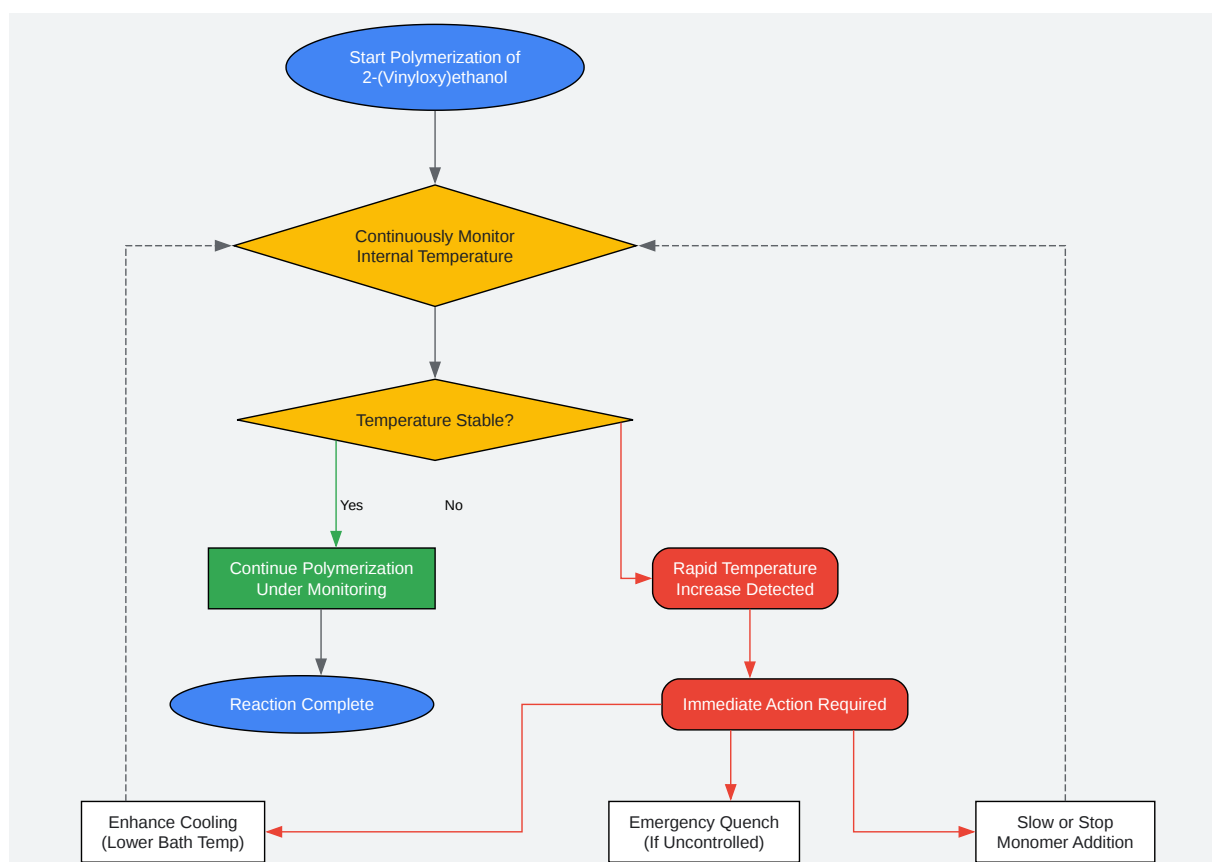 Start Polymerization of
2-(Vinyloxy)ethanol
Continuously Monitor
Internal Temperature
Temperature Stable?
Yes
No
Continue Polymerization
Under Monitoring
Rapid Temperature
Increase Detected
Reaction Complete
Immediate Action Required
Enhance Cooling
(Lower Bath Temp)
Emergency Quench
(If Uncontrolled)
Slow or Stop
Monomer Addition